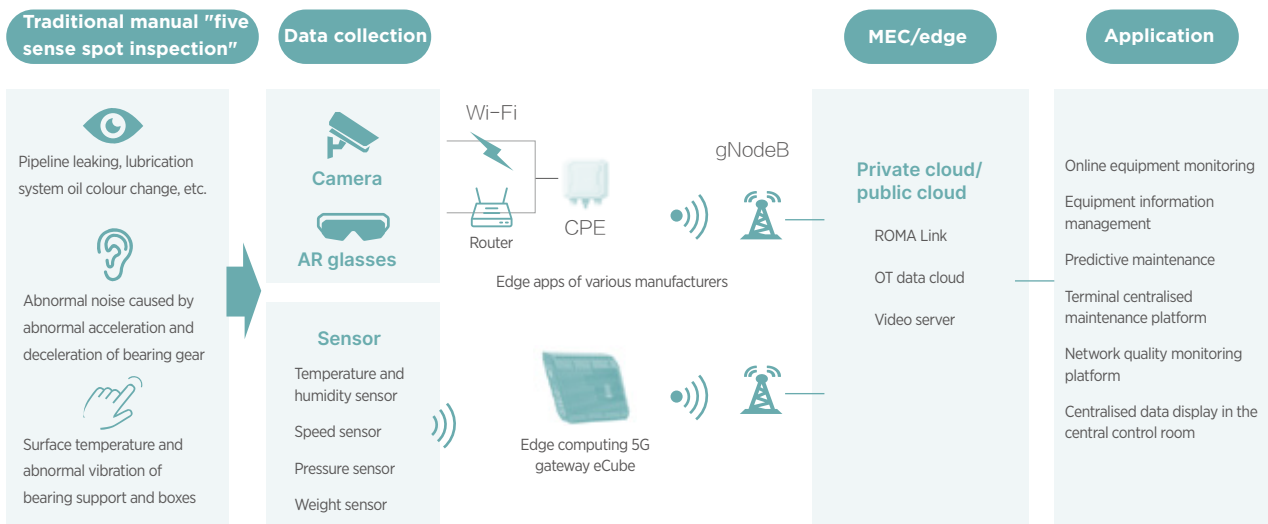 Traditional manual "five
sense spot inspection"
Pipeline leaking, lubrication
system oil colour change, etc.
Abnormal noise caused by
abnormal acceleration and
deceleration of bearing gear
Surface temperature and
abnormal vibration of
bearing support and boxes
Data collection
Camera
AR glasses
Sensor
Temperature and
humidity sensor
Speed sensor
Pressure sensor
Weight sensor
Wi-Fi
Router
CPE
gNodeB
Edge apps of various manufacturers
Edge computing 5G
gateway eCube
MEC/edge
Private cloud/
public cloud
ROMA Link
OT data cloud
Video server
Application
Online equipment monitoring
Equipment information
management
Predictive maintenance
Terminal centralised
maintenance platform
Network quality monitoring
platform
Centralised data display in the
central control room